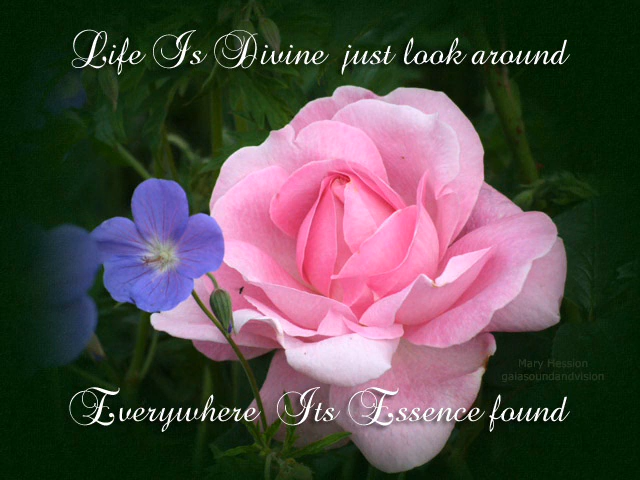 Life Is Divine just look around
Mary Hession
gaiasoundandvision
Everywhere Its Essence found